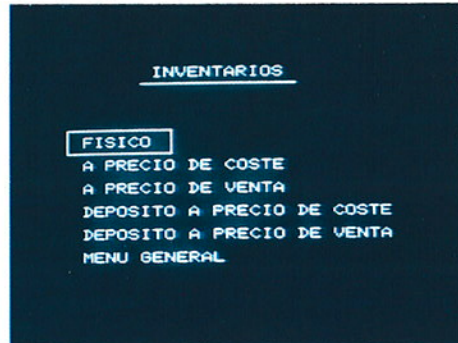 INVENTARIOS
FISICO
A PRECIO DE COSTE
A PRECIO DE VENTA
DEPOSITO A PRECIO DE COSTE
DEPOSITO A PRECIO DE VENTA
MENU GENERAL